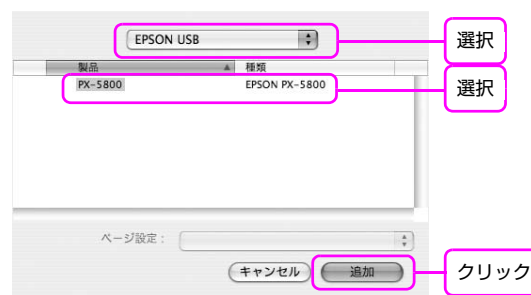 EPSON USB
選択
製品 種類
PX-5800 EPSON PX-5800
選択
ページ設定：
キャンセル 追加
クリック